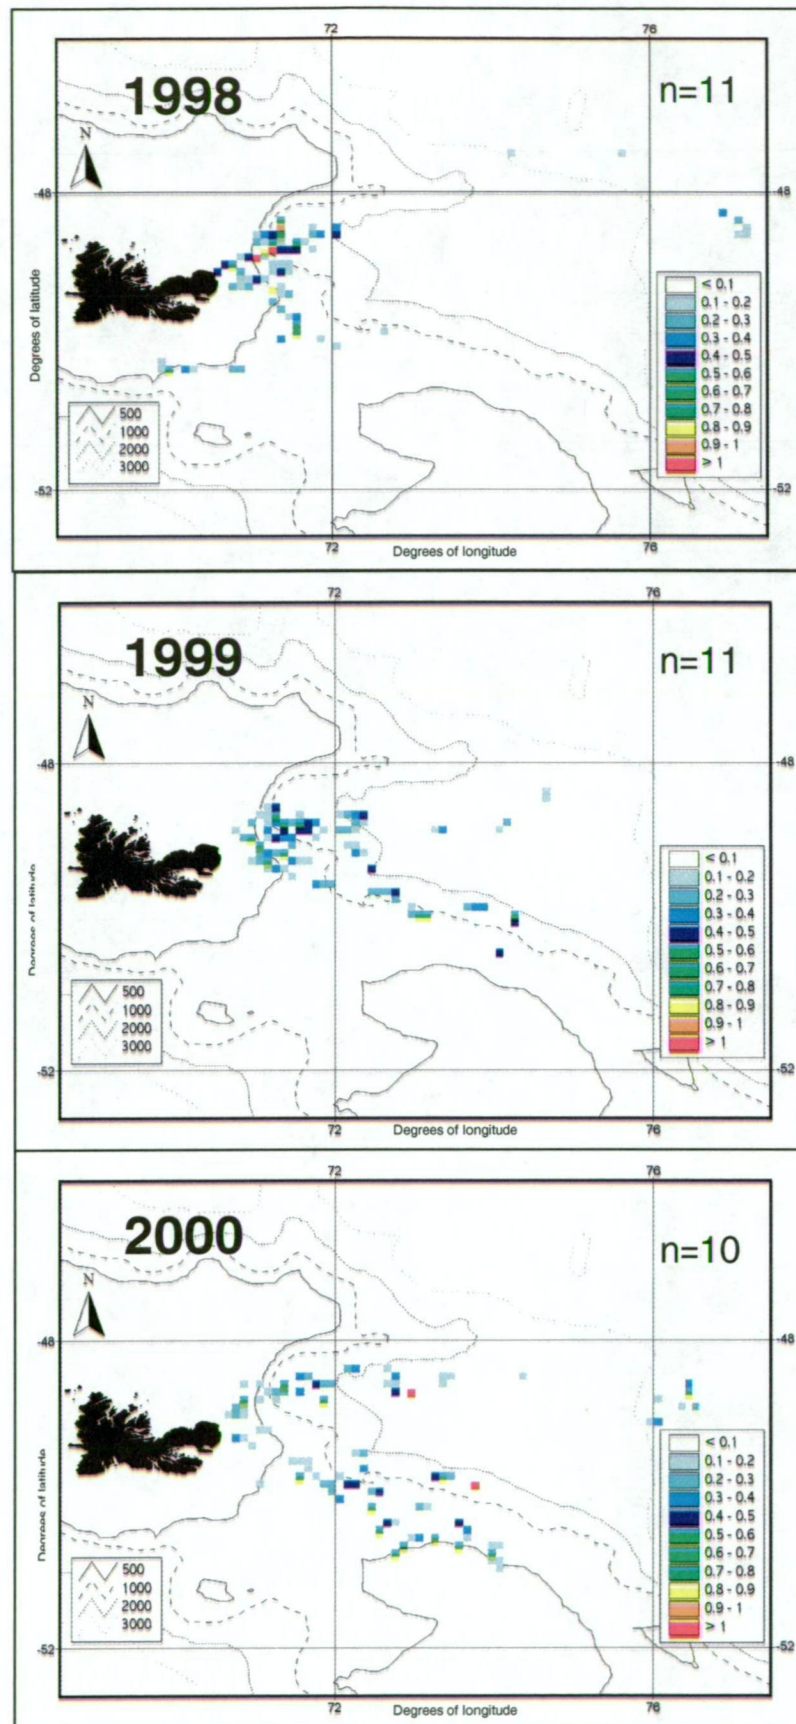 72 76
1998 n=11
N
-48 -48
Degrees of latitude
≤ 0.1
0.1 - 0.2
0.2 - 0.3
0.3 - 0.4
0.4 - 0.5
0.5 - 0.6
0.6 - 0.7
0.7 - 0.8
0.8 - 0.9
0.9 - 1
> 1
500
1000
2000
3000
-52 -52
72 76
Degrees of longitude
1999 n=11
N
-48 -48
Degrees of latitude
≤ 0.1
0.1 - 0.2
0.2 - 0.3
0.3 - 0.4
0.4 - 0.5
0.5 - 0.6
0.6 - 0.7
0.7 - 0.8
0.8 - 0.9
0.9 - 1
> 1
500
1000
2000
3000
-52 -52
72 76
Degrees of longitude
2000 n=10
N
-48 -48
Degrees of latitude
≤ 0.1
0.1 - 0.2
0.2 - 0.3
0.3 - 0.4
0.4 - 0.5
0.5 - 0.6
0.6 - 0.7
0.7 - 0.8
0.8 - 0.9
0.9 - 1
> 1
500
1000
2000
3000
-52 -52
72 76
Degrees of longitude